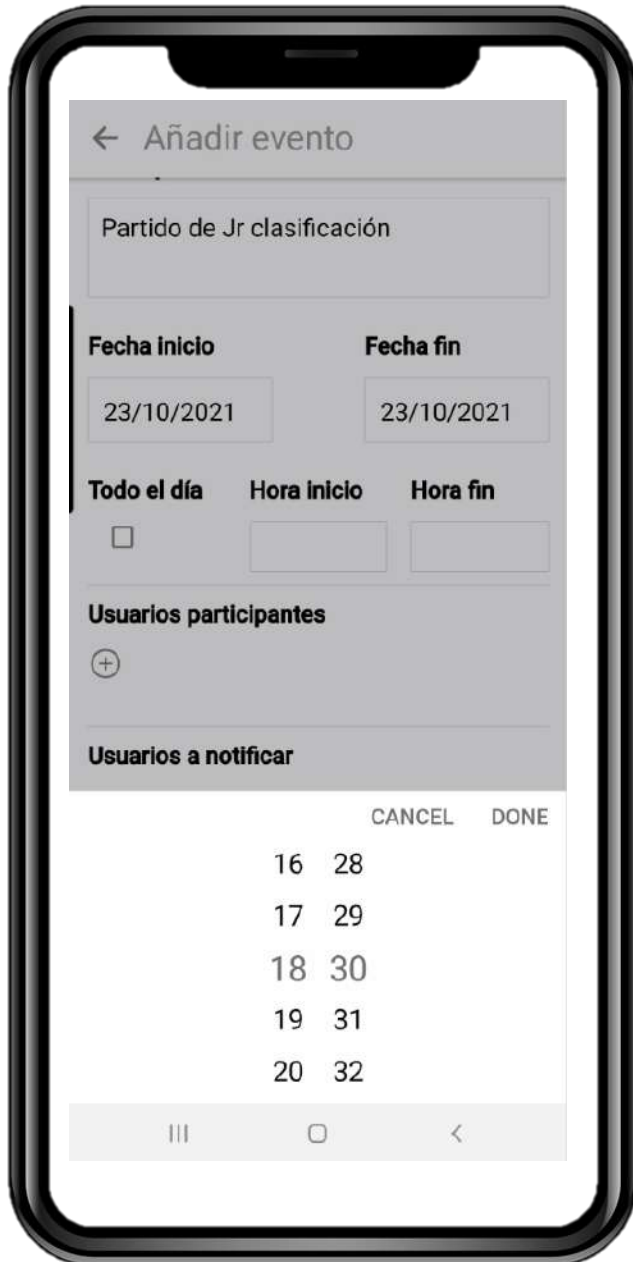 Añadir evento
Partido de Jr clasificación
Fecha inicio Fecha fin
23/10/2021 23/10/2021
Todo el día Hora inicio Hora fin
Usuarios participantes
Usuarios a notificar
CANCEL DONE
16 28
17 29
18 30
19 31
20 32